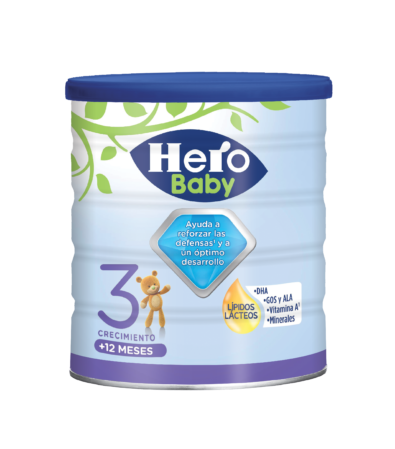 Hero
Baby
Ayuda a
reforzar las
defensas¹ y a
un óptimo
desarrollo
3
CRECIMIENTO
+12 MESES
LÍPIDOS
LÁCTEOS
•DHA
•GOS y ALA
•Vitamina A¹
•Minerales